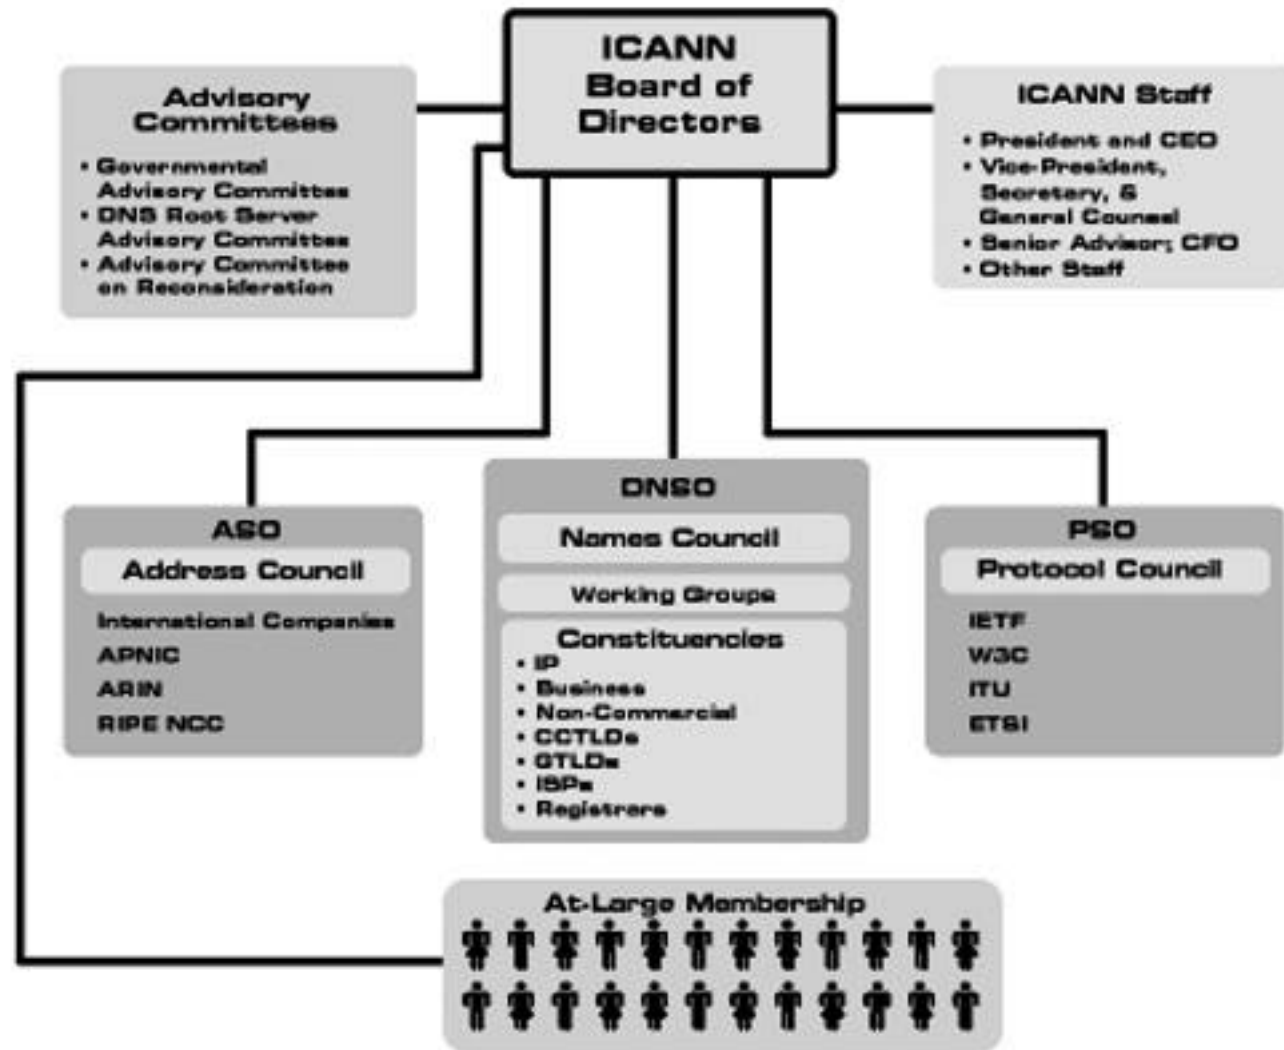 ICANN
Board of
Directors
Advisory
Committees
• Governmental
Advisory Committee
• DNS Root Server
Advisory Committee
• Advisory Committee
on Reconsideration
ICANN Staff
• President and CEO
• Vice-President,
Secretary, &
General Counsel
• Senior Advisor; CFO
• Other Staff
ASO
Address Council
International Companies
APNIC
ARIN
RIPE NCC
DNSO
Names Council
Working Groups
Constituencies
• IP
• Business
• Non-Commercial
• CCTLDs
• GTLDs
• ISPs
• Registrars
PSO
Protocol Council
IETF
W3C
ITU
ETSI
At-Large Membership